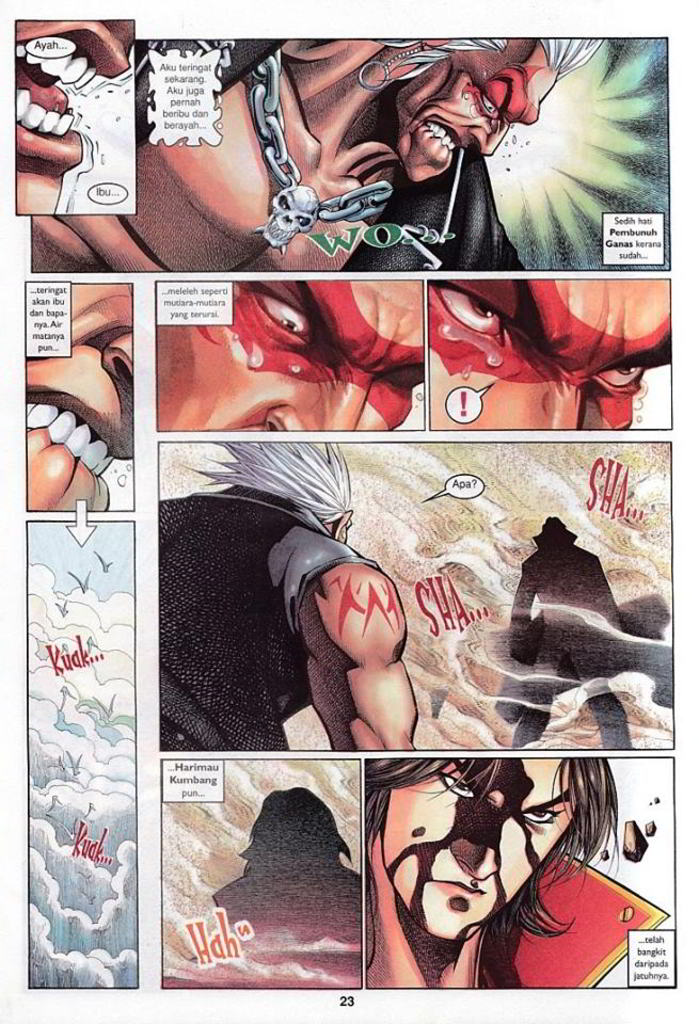 Ayah...
Ibu...
Aku teringat
sekarang.
Aku juga
pernah
beribu dan
berayah...
WO......
Sedih hati
Pembunuh
Ganas kerana
sudah...
...teringat
akan ibu
dan bapa-
nya. Air
matanya
pun...
...meleleh seperti
mutiara-mutiara
yang terurai.
!
Apa?
SHA...
SHA...
Kuak...
Kuak...
...Harimau
Kumbang
pun...
Hah
...telah
bangkit
daripada
jatuhnya.
23